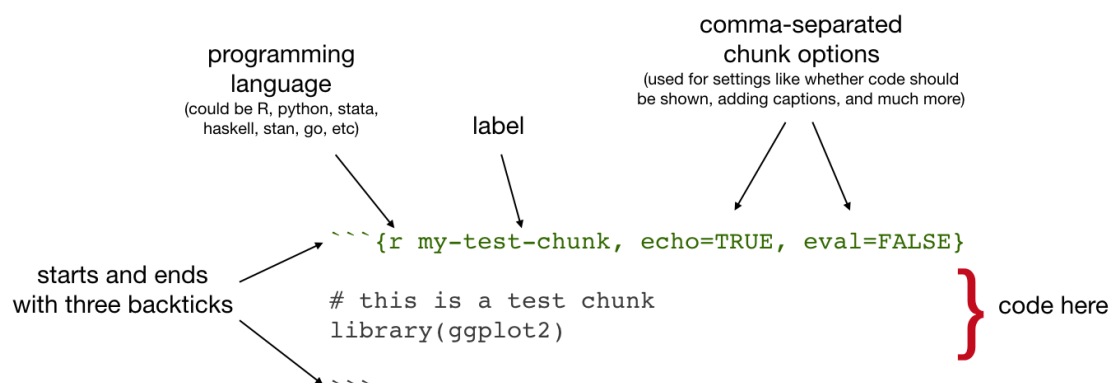 programming
language
(could be R, python, stata,
haskell, stan, go, etc)
label
comma-separated
chunk options
(used for settings like whether code should
be shown, adding captions, and much more)
```{r my-test-chunk, echo=TRUE, eval=FALSE}
starts and ends
with three backticks
# this is a test chunk
library(ggplot2)
} code here
```